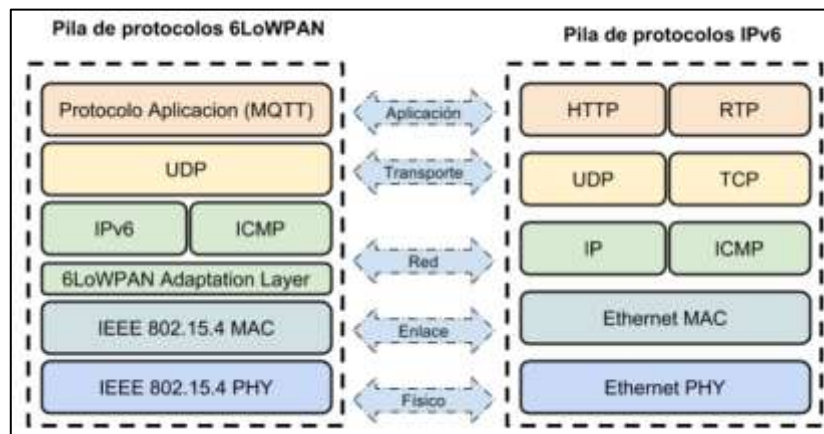 Pila de protocolos 6LoWPAN
Pila de protocolos IPv6
Protocolo Aplicacion (MQTT)
Aplicación
HTTP
RTP
UDP
Transporte
UDP
TCP
IPv6
ICMP
Red
IP
ICMP
6LoWPAN Adaptation Layer
IEEE 802.15.4 MAC
Enlace
Ethernet MAC
IEEE 802.15.4 PHY
Físico
Ethernet PHY